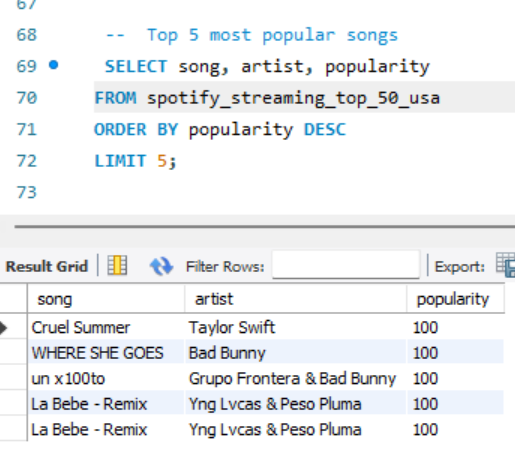 67
68 -- Top 5 most popular songs
69 SELECT song, artist, popularity
70 FROM spotify_streaming_top_50_usa
71 ORDER BY popularity DESC
72 LIMIT 5;
73
Result Grid Filter Rows: Export:
song artist popularity
Cruel Summer Taylor Swift 100
WHERE SHE GOES Bad Bunny 100
un x100to Grupo Frontera & Bad Bunny 100
La Bebe - Remix Yng Lvcas & Peso Pluma 100
La Bebe - Remix Yng Lvcas & Peso Pluma 100